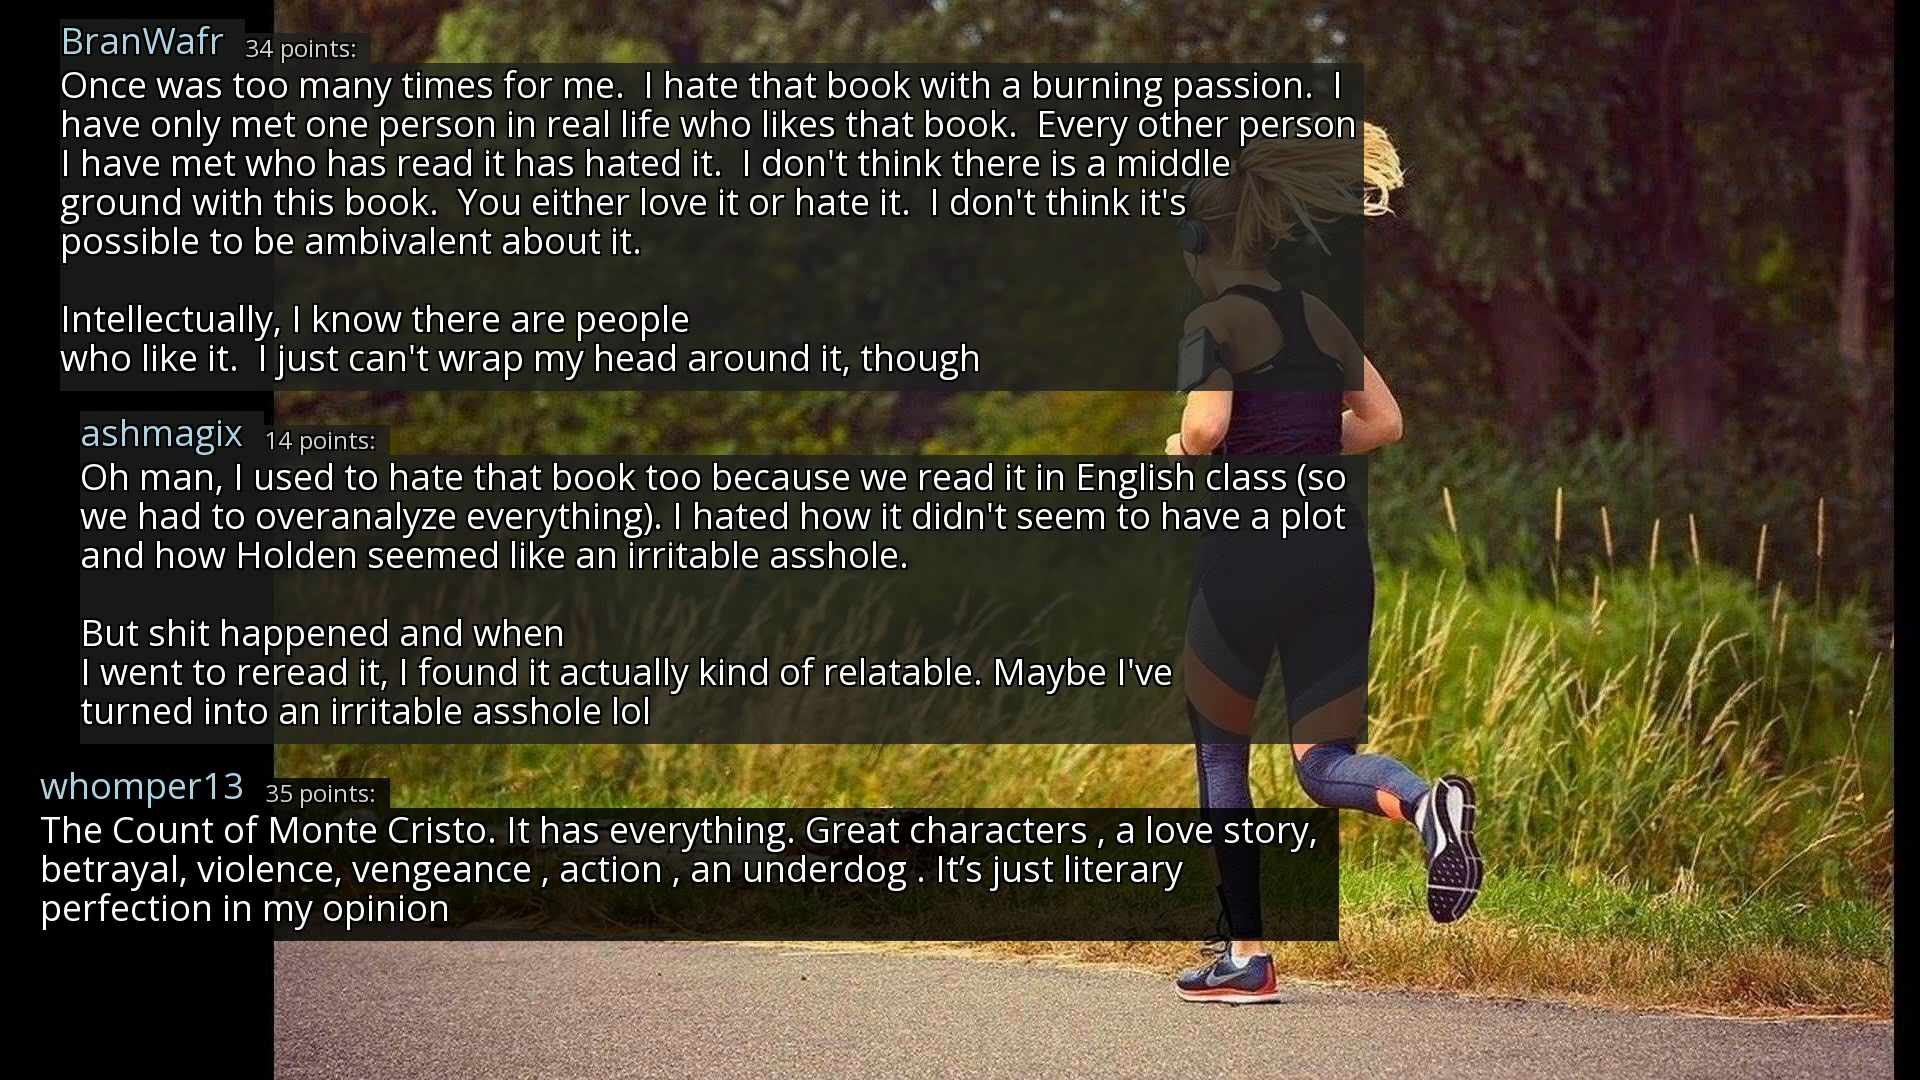 BranWafr 34 points:
Once was too many times for me.  I hate that book with a burning passion.  I
have only met one person in real life who likes that book.  Every other person
I have met who has read it has hated it.  I don't think there is a middle
ground with this book.  You either love it or hate it.  I don't think it's
possible to be ambivalent about it.
Intellectually, I know there are people
who like it.  I just can't wrap my head around it, though
ashmagix 14 points:
Oh man, I used to hate that book too because we read it in English class (so
we had to overanalyze everything). I hated how it didn't seem to have a plot
and how Holden seemed like an irritable asshole.
But shit happened and when
I went to reread it, I found it actually kind of relatable. Maybe I've
turned into an irritable asshole lol
whomper13 35 points:
The Count of Monte Cristo. It has everything. Great characters , a love story,
betrayal, violence, vengeance , action , an underdog . It’s just literary
perfection in my opinion